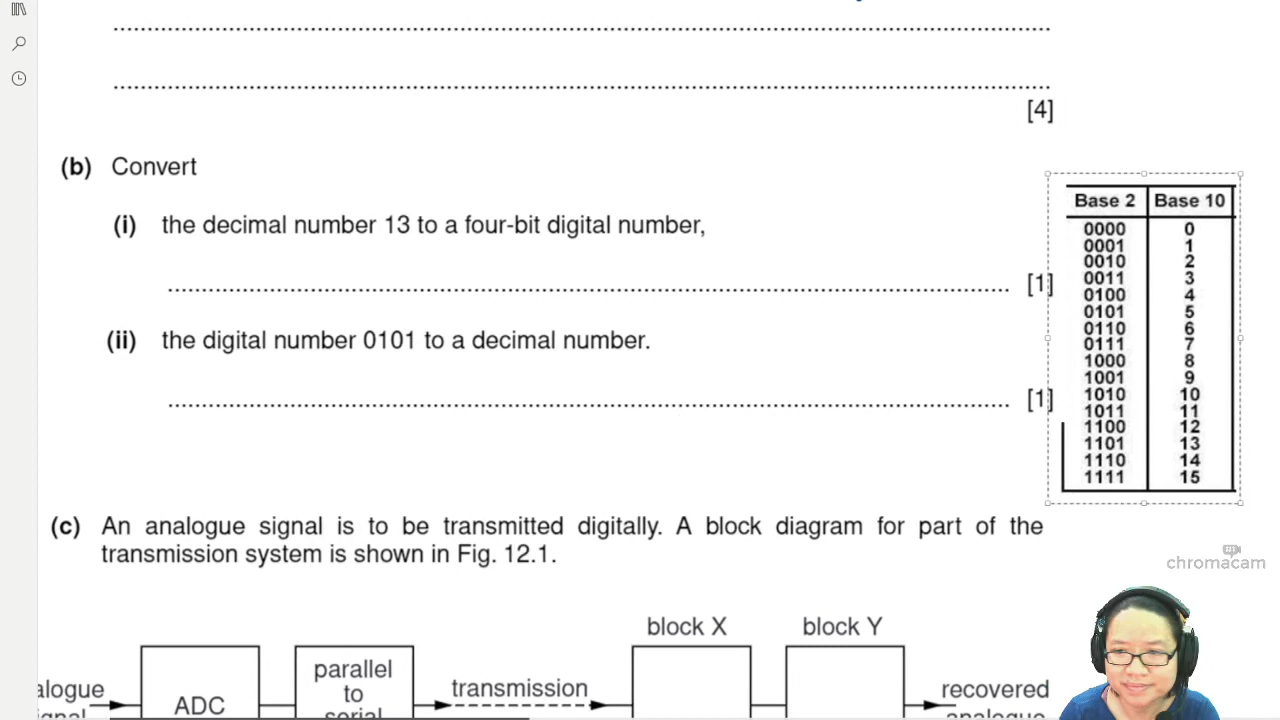 [4]
(b) Convert
(i) the decimal number 13 to a four-bit digital number,
[1]
(ii) the digital number 0101 to a decimal number.
[1]
Base 2 Base 10
0000 0
0001 1
0010 2
0011 3
0100 4
0101 5
0110 6
0111 7
1000 8
1001 9
1010 10
1011 11
1100 12
1101 13
1110 14
1111 15
(c) An analogue signal is to be transmitted digitally. A block diagram for part of the
transmission system is shown in Fig. 12.1.
chromacam
block X block Y
alogue
ADC
parallel
to
serial
transmission
recovered
analogue